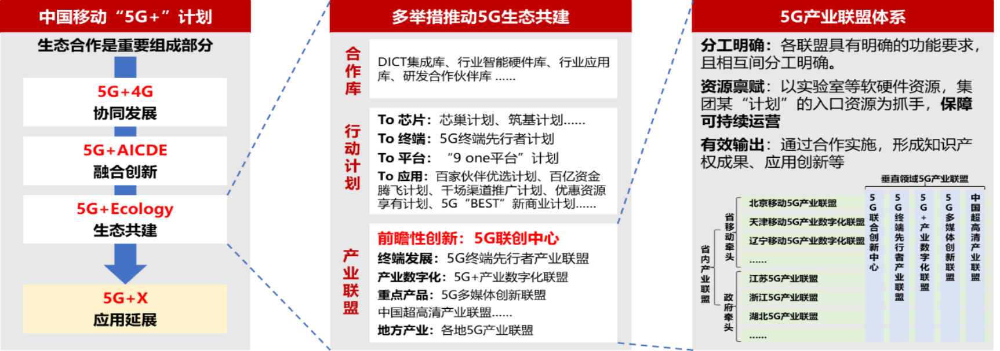 中国移动“5G+”计划
生态合作是重要组成部分
5G+4G
协同发展
5G+AICDE
融合创新
5G+Ecology
生态共建
5G+X
应用延展
多举措推动5G生态共建
合作库
DICT集成库、行业智能硬件库、行业应用
库、研发合作伙伴库 ......
行动计划
To 芯片：芯巢计划、筑基计划......
To 终端：5G终端先行者计划
To 平台：“9 one平台”计划
To 应用：百家伙伴优选计划、百亿资金
腾飞计划、千场渠道推广计划、优惠资源
享有计划、5G“BEST”新商业计划......
产业联盟
前瞻性创新：5G联创中心
终端发展：5G终端先行者产业联盟
产业数字化：5G+产业数字化联盟
重点产品：5G多媒体创新联盟
中国超高清产业联盟......
地方产业：各地5G产业联盟
5G产业联盟体系
分工明确：各联盟具有明确的功能要求，
且相互间分工明确。
资源禀赋：以实验室等软硬件资源，集
团某“计划”的入口资源为抓手，保障
可持续运营
有效输出：通过合作实施，形成知识产
权成果、应用创新等
垂直领域5G产业联盟
5G联合创新中心
5G终端先行者产业联盟
5G+产业数字化联盟
5G多媒体创新联盟
中国超高清产业联盟
省内产业联盟
省移动牵头
北京移动5G产业联盟
天津移动5G产业数字化联盟
辽宁移动5G产业数字化联盟
......
政府牵头
江苏5G产业联盟
浙江5G产业联盟
湖北5G产业联盟
......